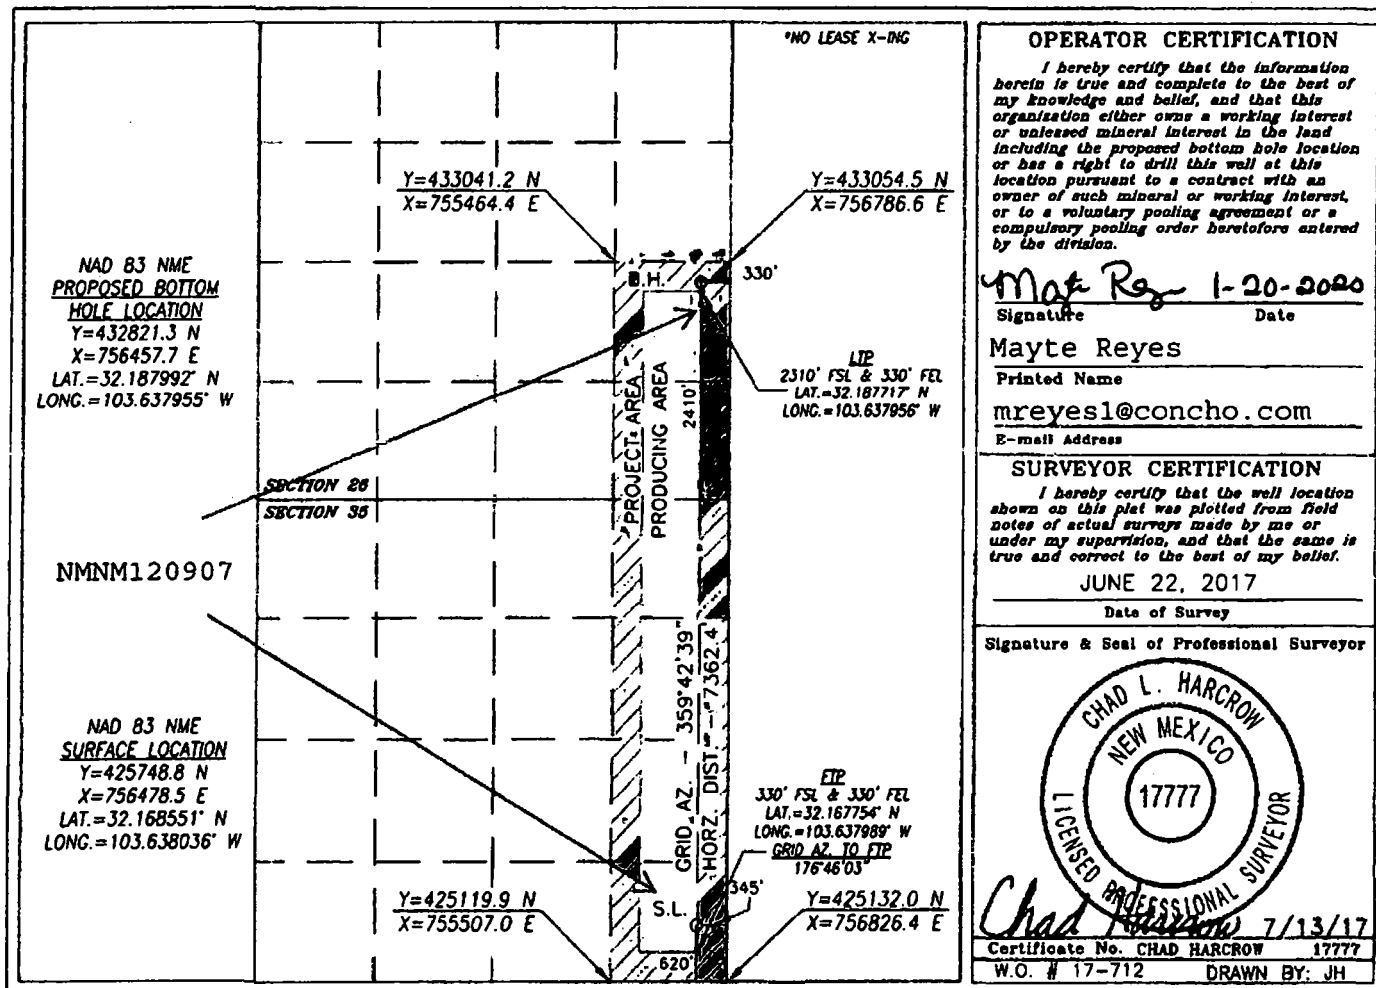 *NO LEASE X-ING
Y=433041.2 N
X=755464.4 E
Y=433054.5 N
X=756786.6 E
NAD 83 NME
PROPOSED BOTTOM
HOLE LOCATION
Y=432821.3 N
X=756457.7 E
LAT.=32.187992° N
LONG.=103.637955° W
B.H.
330'
LTP
2310' FSL & 330' FEL
LAT.=32.187717° N
LONG.=103.637956° W
PROJECT AREA
PRODUCING AREA
2410'
SECTION 26
SECTION 35
NMNM120907
GRID AZ. - 359°42'39"
HORZ. DIST. - 7362.4
NAD 83 NME
SURFACE LOCATION
Y=425748.8 N
X=756478.5 E
LAT.=32.168551° N
LONG.=103.638036° W
FTP
330' FSL & 330' FEL
LAT.=32.167754° N
LONG.=103.637989° W
GRID AZ. TO FTP
176°46'03"
345'
S.L.
620'
Y=425119.9 N
X=755507.0 E
Y=425132.0 N
X=756826.4 E
OPERATOR CERTIFICATION
I hereby certify that the information
herein is true and complete to the best of
my knowledge and belief, and that this
organization either owns a working interest
or unleased mineral interest in the land
including the proposed bottom hole location
or has a right to drill this well at this
location pursuant to a contract with an
owner of such mineral or working interest,
or to a voluntary pooling agreement or a
compulsory pooling order heretofore entered
by the division.
1-20-2020
Signature Date
Mayte Reyes
Printed Name
mreyes1@concho.com
E-mail Address
SURVEYOR CERTIFICATION
I hereby certify that the well location
shown on this plat was plotted from field
notes of actual surveys made by me or
under my supervision, and that the same is
true and correct to the best of my belief.
JUNE 22, 2017
Date of Survey
Signature & Seal of Professional Surveyor
CHAD L. HARCROW
NEW MEXICO
17777
LICENSED PROFESSIONAL SURVEYOR
Chad Harcrow 7/13/17
Certificate No. CHAD HARCROW 17777
W.O. # 17-712 DRAWN BY: JH